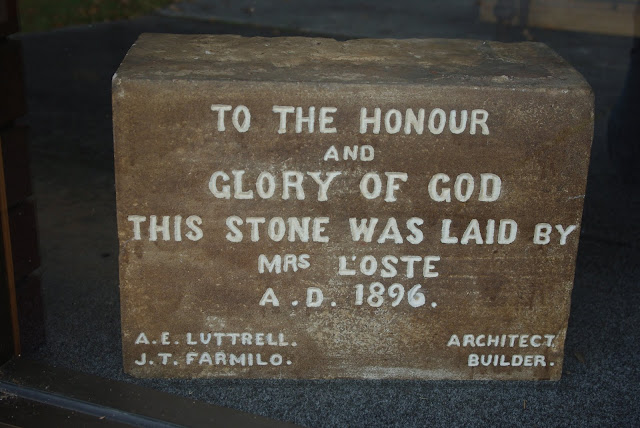 TO THE HONOUR
AND
GLORY OF GOD
THIS STONE WAS LAID BY
MRS L'OSTE
A.D. 1896.
A.E. LUTTRELL. ARCHITECT
J.T. FARMILO. BUILDER.